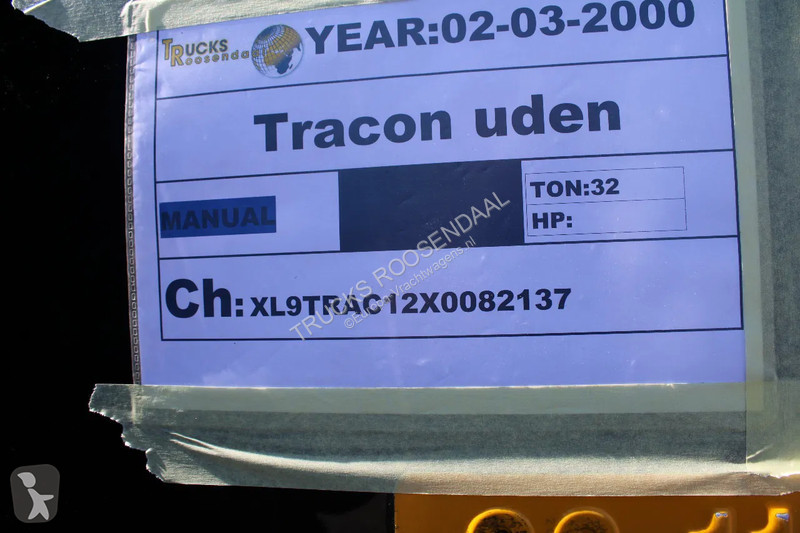 TRUCKS
Roosendaal
YEAR:02-03-2000
Tracon uden
MANUAL
TON:32
HP:
Ch: XL9TRAC12X0082137
TRUCKS ROOSENDAAL